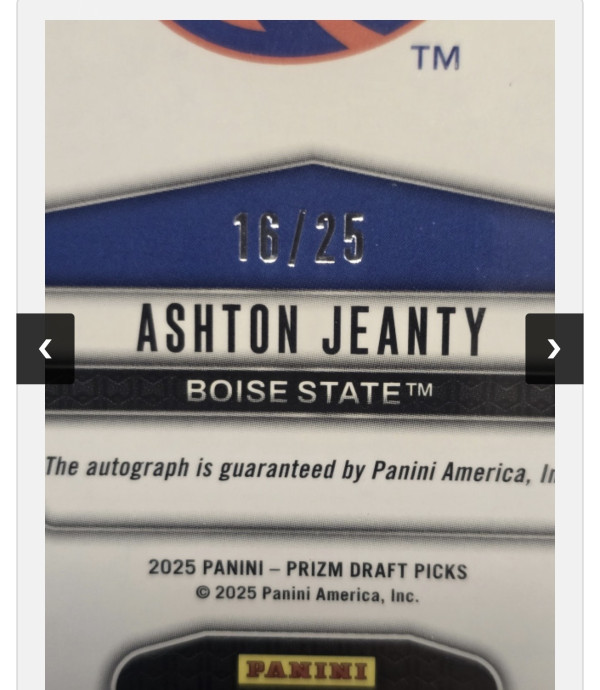 TM
16/25
ASHTON JEANTY
BOISE STATE™
The autograph is guaranteed by Panini America, In
2025 PANINI – PRIZM DRAFT PICKS
© 2025 Panini America, Inc.
PANINI